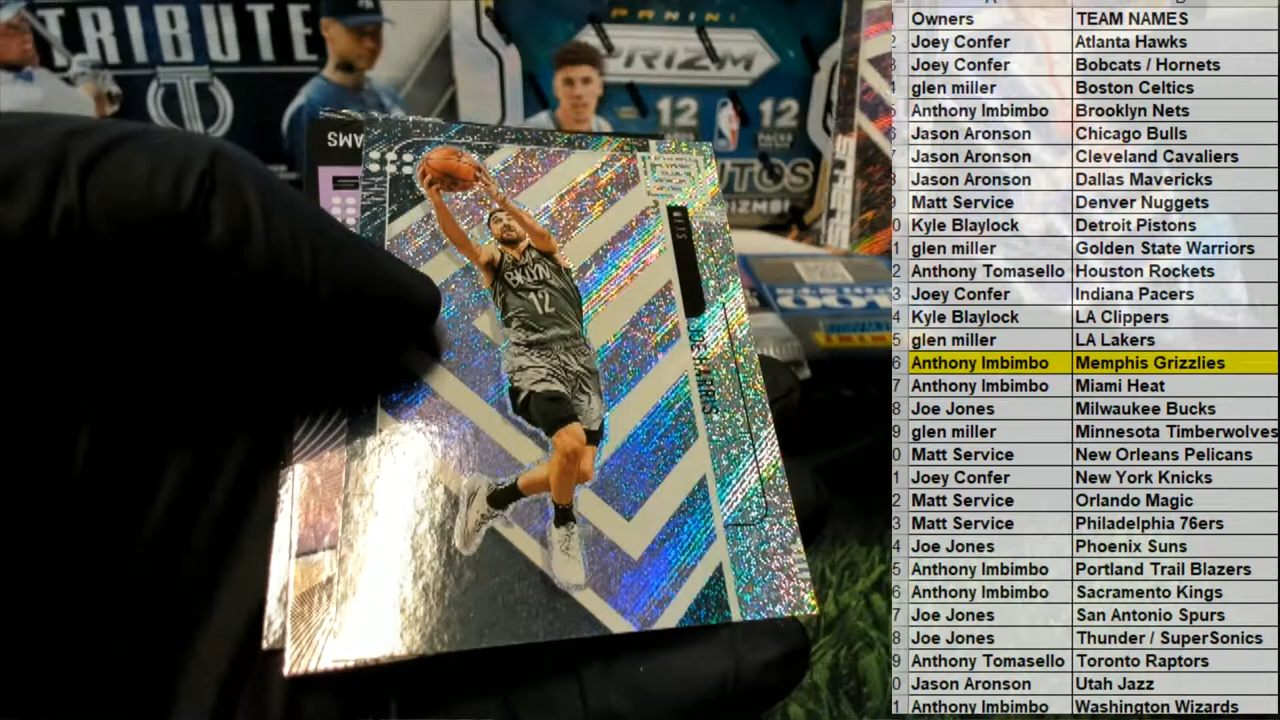 TRIBUTE
PANINI
PRIZM
12
12
AUTOS
PRIZMS!
BKLYN
12
NETS
JOE HARRIS
Owners TEAM NAMES
Joey Confer Atlanta Hawks
Joey Confer Bobcats / Hornets
glen miller Boston Celtics
Anthony Imbimbo Brooklyn Nets
Jason Aronson Chicago Bulls
Jason Aronson Cleveland Cavaliers
Jason Aronson Dallas Mavericks
Matt Service Denver Nuggets
Kyle Blaylock Detroit Pistons
glen miller Golden State Warriors
Anthony Tomasello Houston Rockets
Joey Confer Indiana Pacers
Kyle Blaylock LA Clippers
glen miller LA Lakers
Anthony Imbimbo Memphis Grizzlies
Anthony Imbimbo Miami Heat
Joe Jones Milwaukee Bucks
glen miller Minnesota Timberwolves
Matt Service New Orleans Pelicans
Joey Confer New York Knicks
Matt Service Orlando Magic
Matt Service Philadelphia 76ers
Joe Jones Phoenix Suns
Anthony Imbimbo Portland Trail Blazers
Anthony Imbimbo Sacramento Kings
Joe Jones San Antonio Spurs
Joe Jones Thunder / SuperSonics
Anthony Tomasello Toronto Raptors
Jason Aronson Utah Jazz
Anthony Imbimbo Washington Wizards